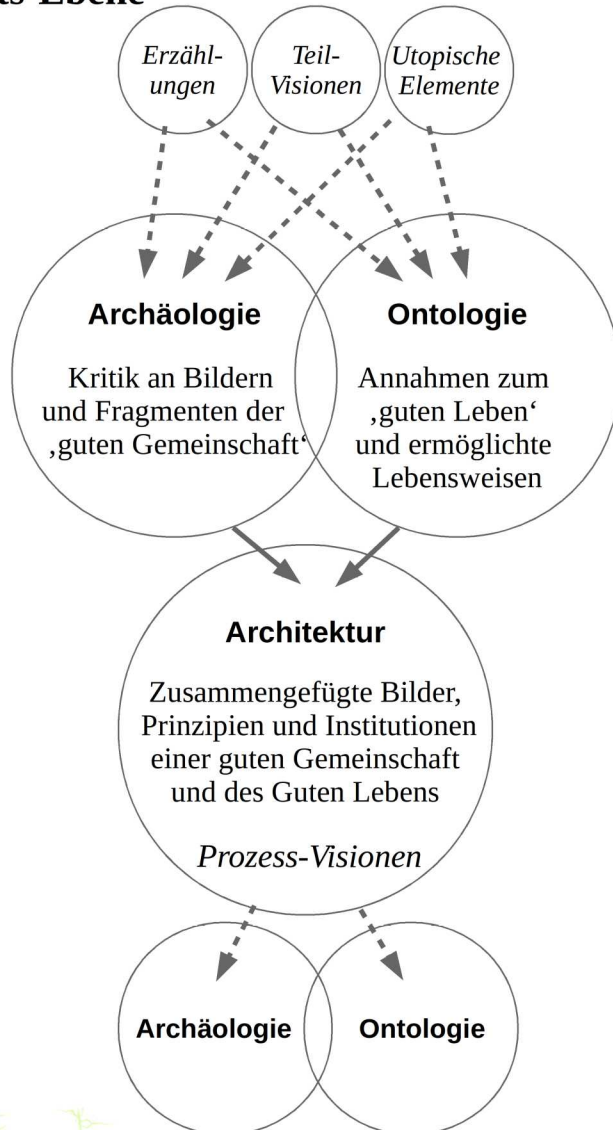 Erzähl-
ungen
Teil-
Visionen
Utopische
Elemente
Archäologie
Kritik an Bildern
und Fragmenten der
‚guten Gemeinschaft‘
Ontologie
Annahmen zum
‚guten Leben‘
und ermöglichte
Lebensweisen
Architektur
Zusammengefügte Bilder,
Prinzipien und Institutionen
einer guten Gemeinschaft
und des Guten Lebens
Prozess-Visionen
Archäologie
Ontologie